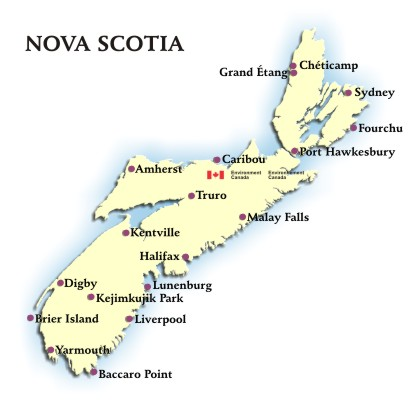 NOVA SCOTIA
Chéticamp
Grand Étang
Sydney
Fourchu
Port Hawkesbury
Caribou
Amherst
Environment
Canada
Environnement
Canada
Truro
Malay Falls
Kentville
Halifax
Digby
Lunenburg
Kejimkujik Park
Brier Island
Liverpool
Yarmouth
Baccaro Point